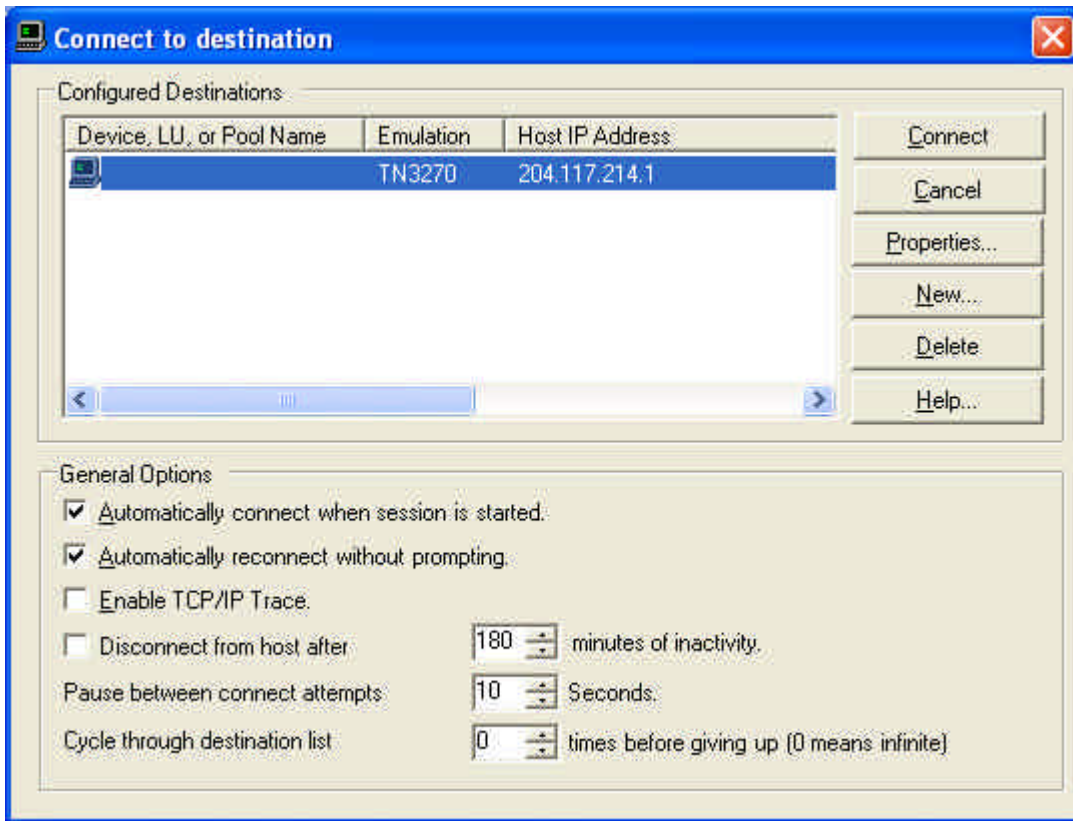 Connect to destination
Configured Destinations
Device, LU, or Pool Name Emulation Host IP Address
TN3270 204.117.214.1
Connect
Cancel
Properties...
New...
Delete
Help...
General Options
Automatically connect when session is started.
Automatically reconnect without prompting.
Enable TCP/IP Trace.
Disconnect from host after 180 minutes of inactivity.
Pause between connect attempts 10 Seconds.
Cycle through destination list 0 times before giving up (0 means infinite)